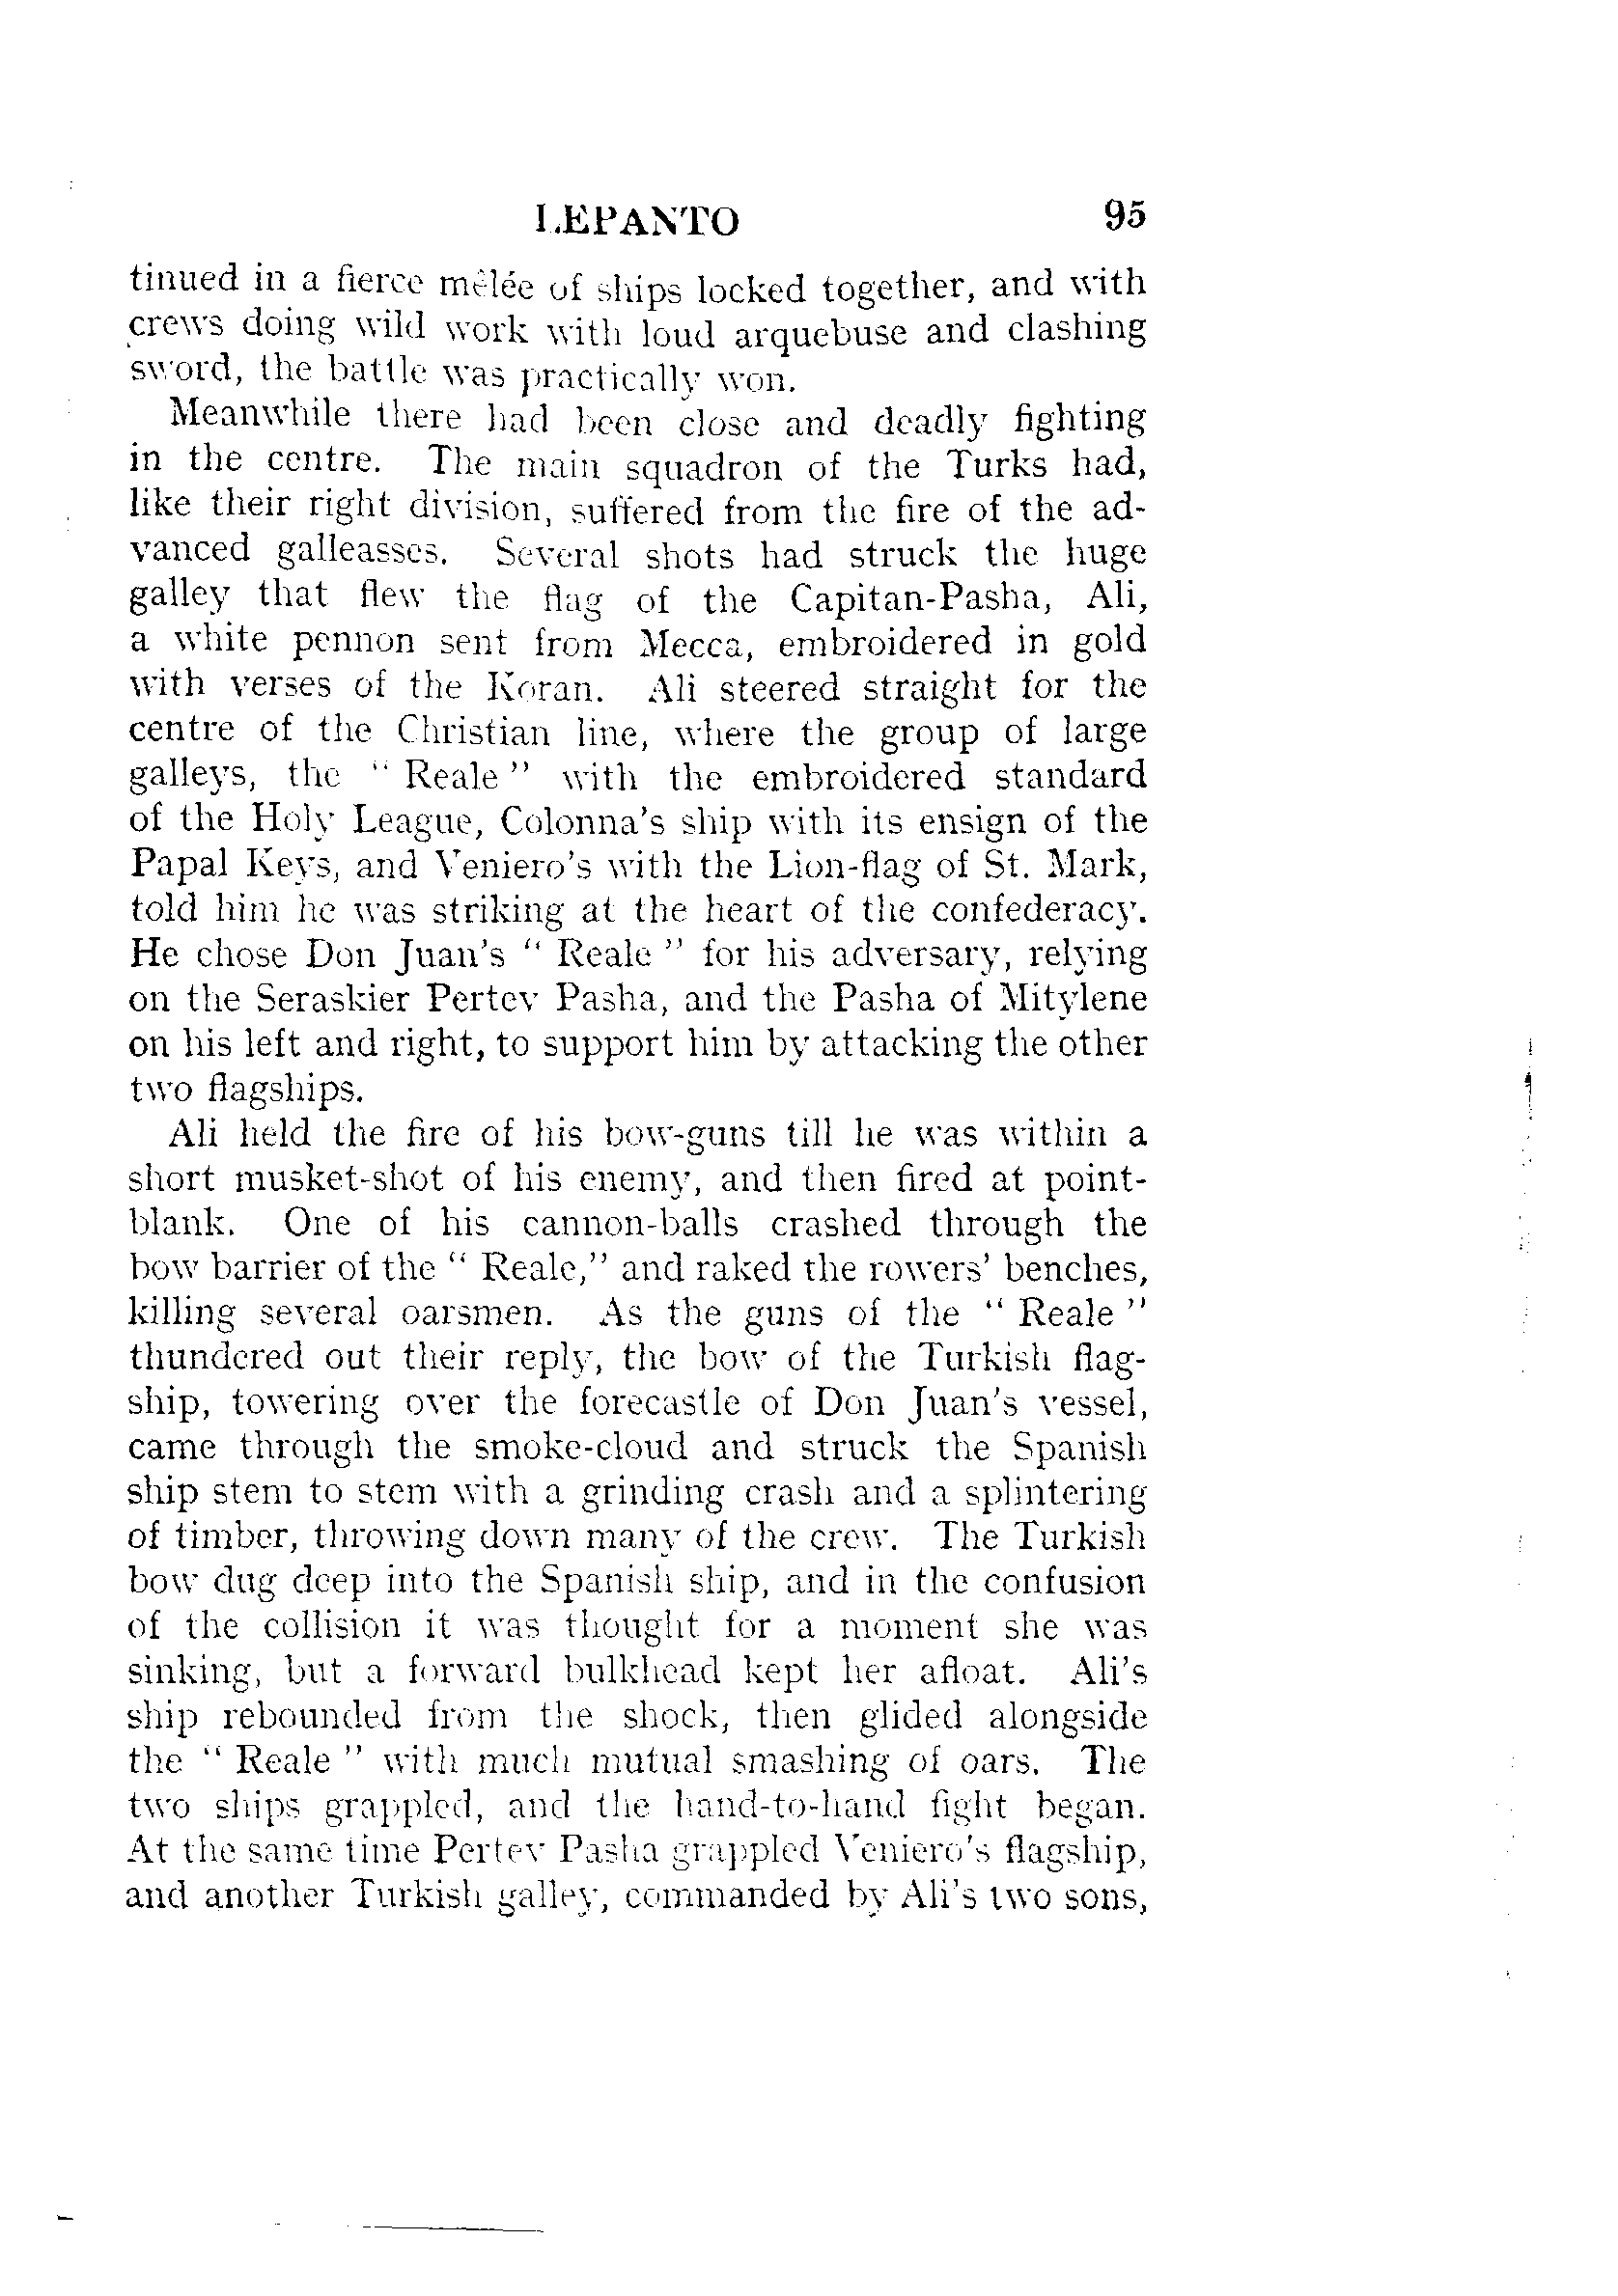 LEPANTO 95
tinued in a fierce mêlée of ships locked together, and with
crews doing wild work with loud arquebuse and clashing
sword, the battle was practically won.
Meanwhile there had been close and deadly fighting
in the centre. The main squadron of the Turks had,
like their right division, suffered from the fire of the ad-
vanced galleasses. Several shots had struck the huge
galley that flew the flag of the Capitan-Pasha, Ali,
a white pennon sent from Mecca, embroidered in gold
with verses of the Koran. Ali steered straight for the
centre of the Christian line, where the group of large
galleys, the " Reale " with the embroidered standard
of the Holy League, Colonna's ship with its ensign of the
Papal Keys, and Veniero's with the Lion-flag of St. Mark,
told him he was striking at the heart of the confederacy.
He chose Don Juan's " Reale " for his adversary, relying
on the Seraskier Pertev Pasha, and the Pasha of Mitylene
on his left and right, to support him by attacking the other
two flagships.
Ali held the fire of his bow-guns till he was within a
short musket-shot of his enemy, and then fired at point-
blank. One of his cannon-balls crashed through the
bow barrier of the " Reale," and raked the rowers' benches,
killing several oarsmen. As the guns of the " Reale "
thundered out their reply, the bow of the Turkish flag-
ship, towering over the forecastle of Don Juan's vessel,
came through the smoke-cloud and struck the Spanish
ship stem to stem with a grinding crash and a splintering
of timber, throwing down many of the crew. The Turkish
bow dug deep into the Spanish ship, and in the confusion
of the collision it was thought for a moment she was
sinking, but a forward bulkhead kept her afloat. Ali's
ship rebounded from the shock, then glided alongside
the " Reale " with much mutual smashing of oars. The
two ships grappled, and the hand-to-hand fight began.
At the same time Pertev Pasha grappled Veniero's flagship,
and another Turkish galley, commanded by Ali's two sons,